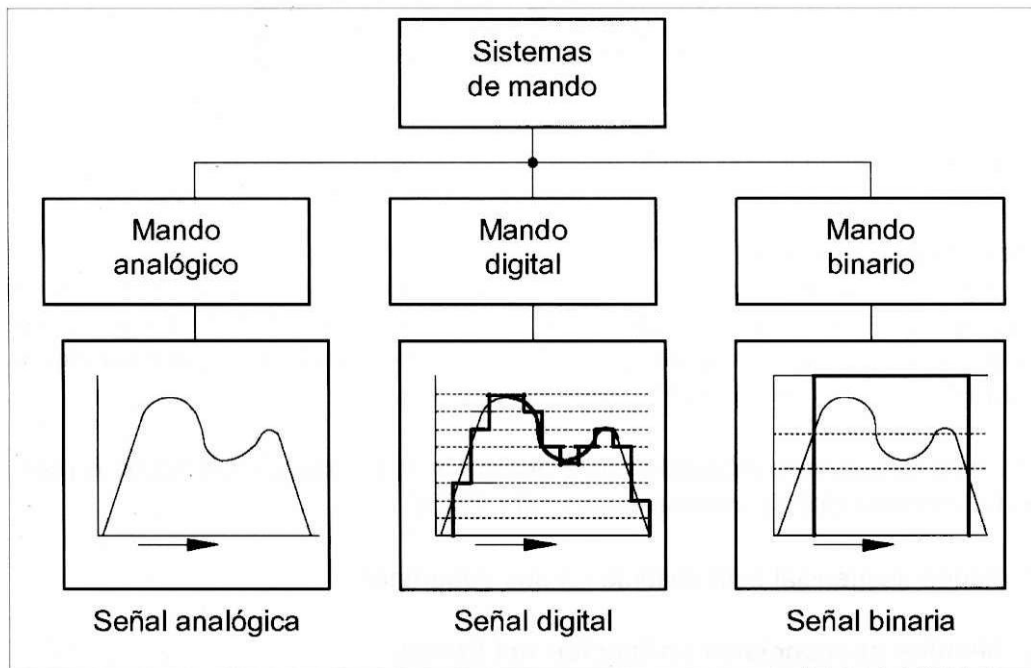 Sistemas
de mando
Mando
analógico
Mando
digital
Mando
binario
Señal analógica
Señal digital
Señal binaria